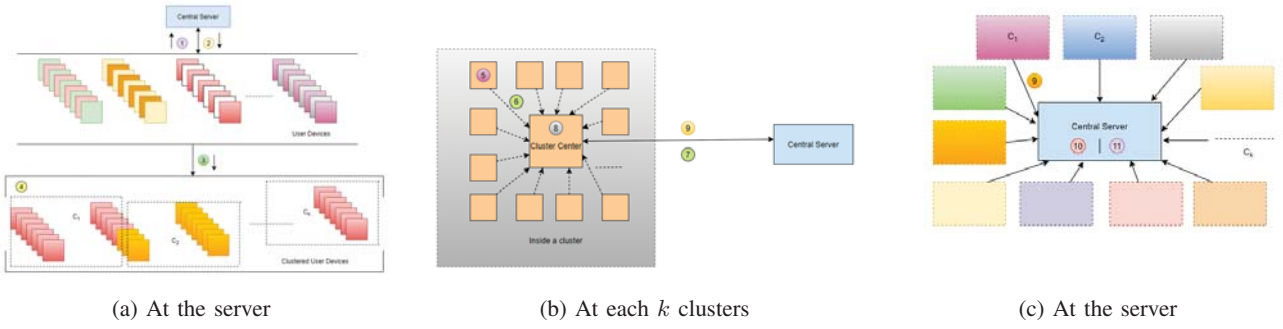 Central Server
1
2
User Devices
3
4
C1
C2
Ck
Clustered User Devices
5
6
8
Cluster Center
9
7
Central Server
Inside a cluster
C1
C2
9
Central Server
10 | 11
Ck
(a) At the server
(b) At each k clusters
(c) At the server